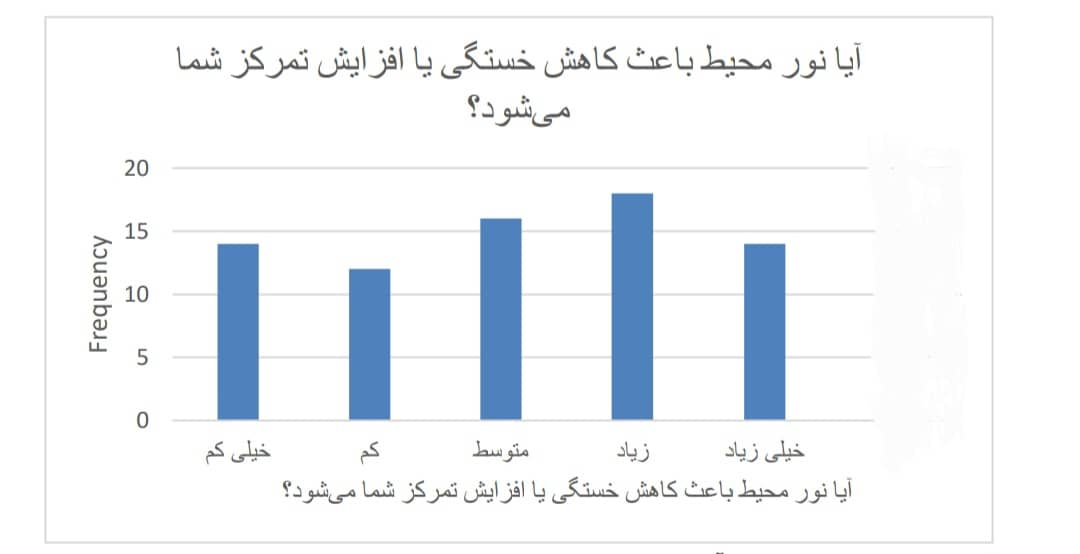 آیا نور محیط باعث کاهش خستگی یا افزایش تمرکز شما
می‌شود؟
20
15
10
5
0
Frequency
خیلی کم
کم
متوسط
زیاد
خیلی زیاد
آیا نور محیط باعث کاهش خستگی یا افزایش تمرکز شما می‌شود؟